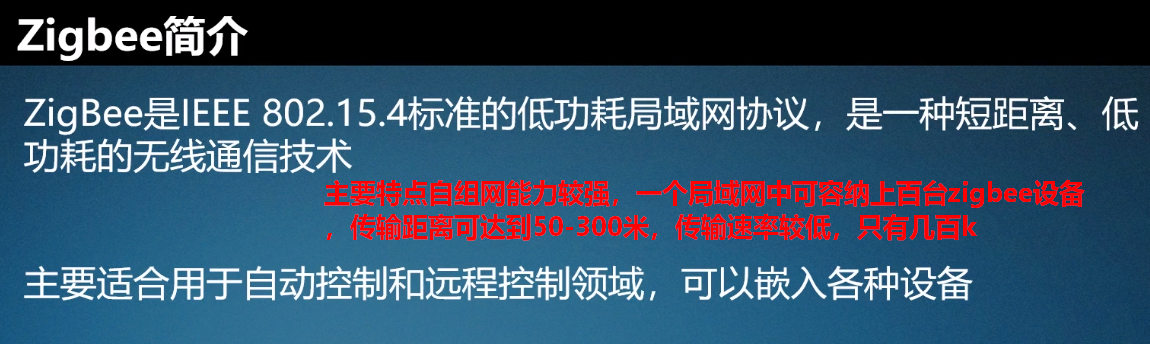 Zigbee简介
ZigBee是IEEE 802.15.4标准的低功耗局域网协议，是一种短距离、低
功耗的无线通信技术
主要特点自组网能力较强，一个局域网中可容纳上百台zigbee设备
，传输距离可达到50-300米，传输速率较低，只有几百k
主要适合用于自动控制和远程控制领域，可以嵌入各种设备